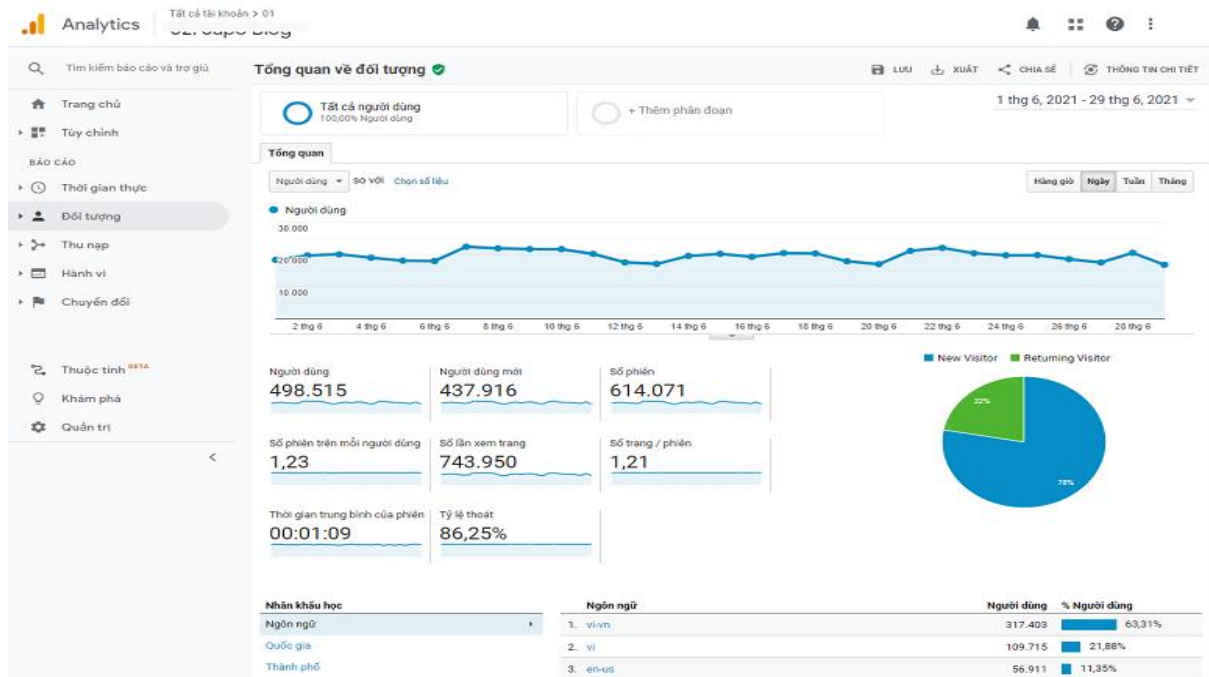 Analytics
Tất cả tài khoản > 01
02. Sapo Blog
Tìm kiếm báo cáo và trợ giú
Tổng quan về đối tượng
LƯU
XUẤT
CHIA SẺ
THÔNG TIN CHI TIẾT
Trang chủ
Tùy chỉnh
BÁO CÁO
Thời gian thực
Đối tượng
Thu nạp
Hành vi
Chuyển đổi
Thuộc tính BETA
Khám phá
Quản trị
Tất cả người dùng
100,00% Người dùng
+ Thêm phân đoạn
1 thg 6, 2021 - 29 thg 6, 2021
Tổng quan
Người dùng so với Chọn số liệu
Hàng giờ Ngày Tuần Tháng
Người dùng
30.000
20.000
10.000
2 thg 6 4 thg 6 6 thg 6 8 thg 6 10 thg 6 12 thg 6 14 thg 6 16 thg 6 18 thg 6 20 thg 6 22 thg 6 24 thg 6 26 thg 6 28 thg 6
New Visitor Returning Visitor
22%
78%
Người dùng
498.515
Người dùng mới
437.916
Số phiên
614.071
Số phiên trên mỗi người dùng
1,23
Số lần xem trang
743.950
Số trang / phiên
1,21
Thời gian trung bình của phiên
00:01:09
Tỷ lệ thoát
86,25%
Nhân khẩu học
Ngôn ngữ
Quốc gia
Thành phố
Ngôn ngữ Người dùng % Người dùng
1. vi-vn 317.403 63,31%
2. vi 109.715 21,88%
3. en-us 56.911 11,35%